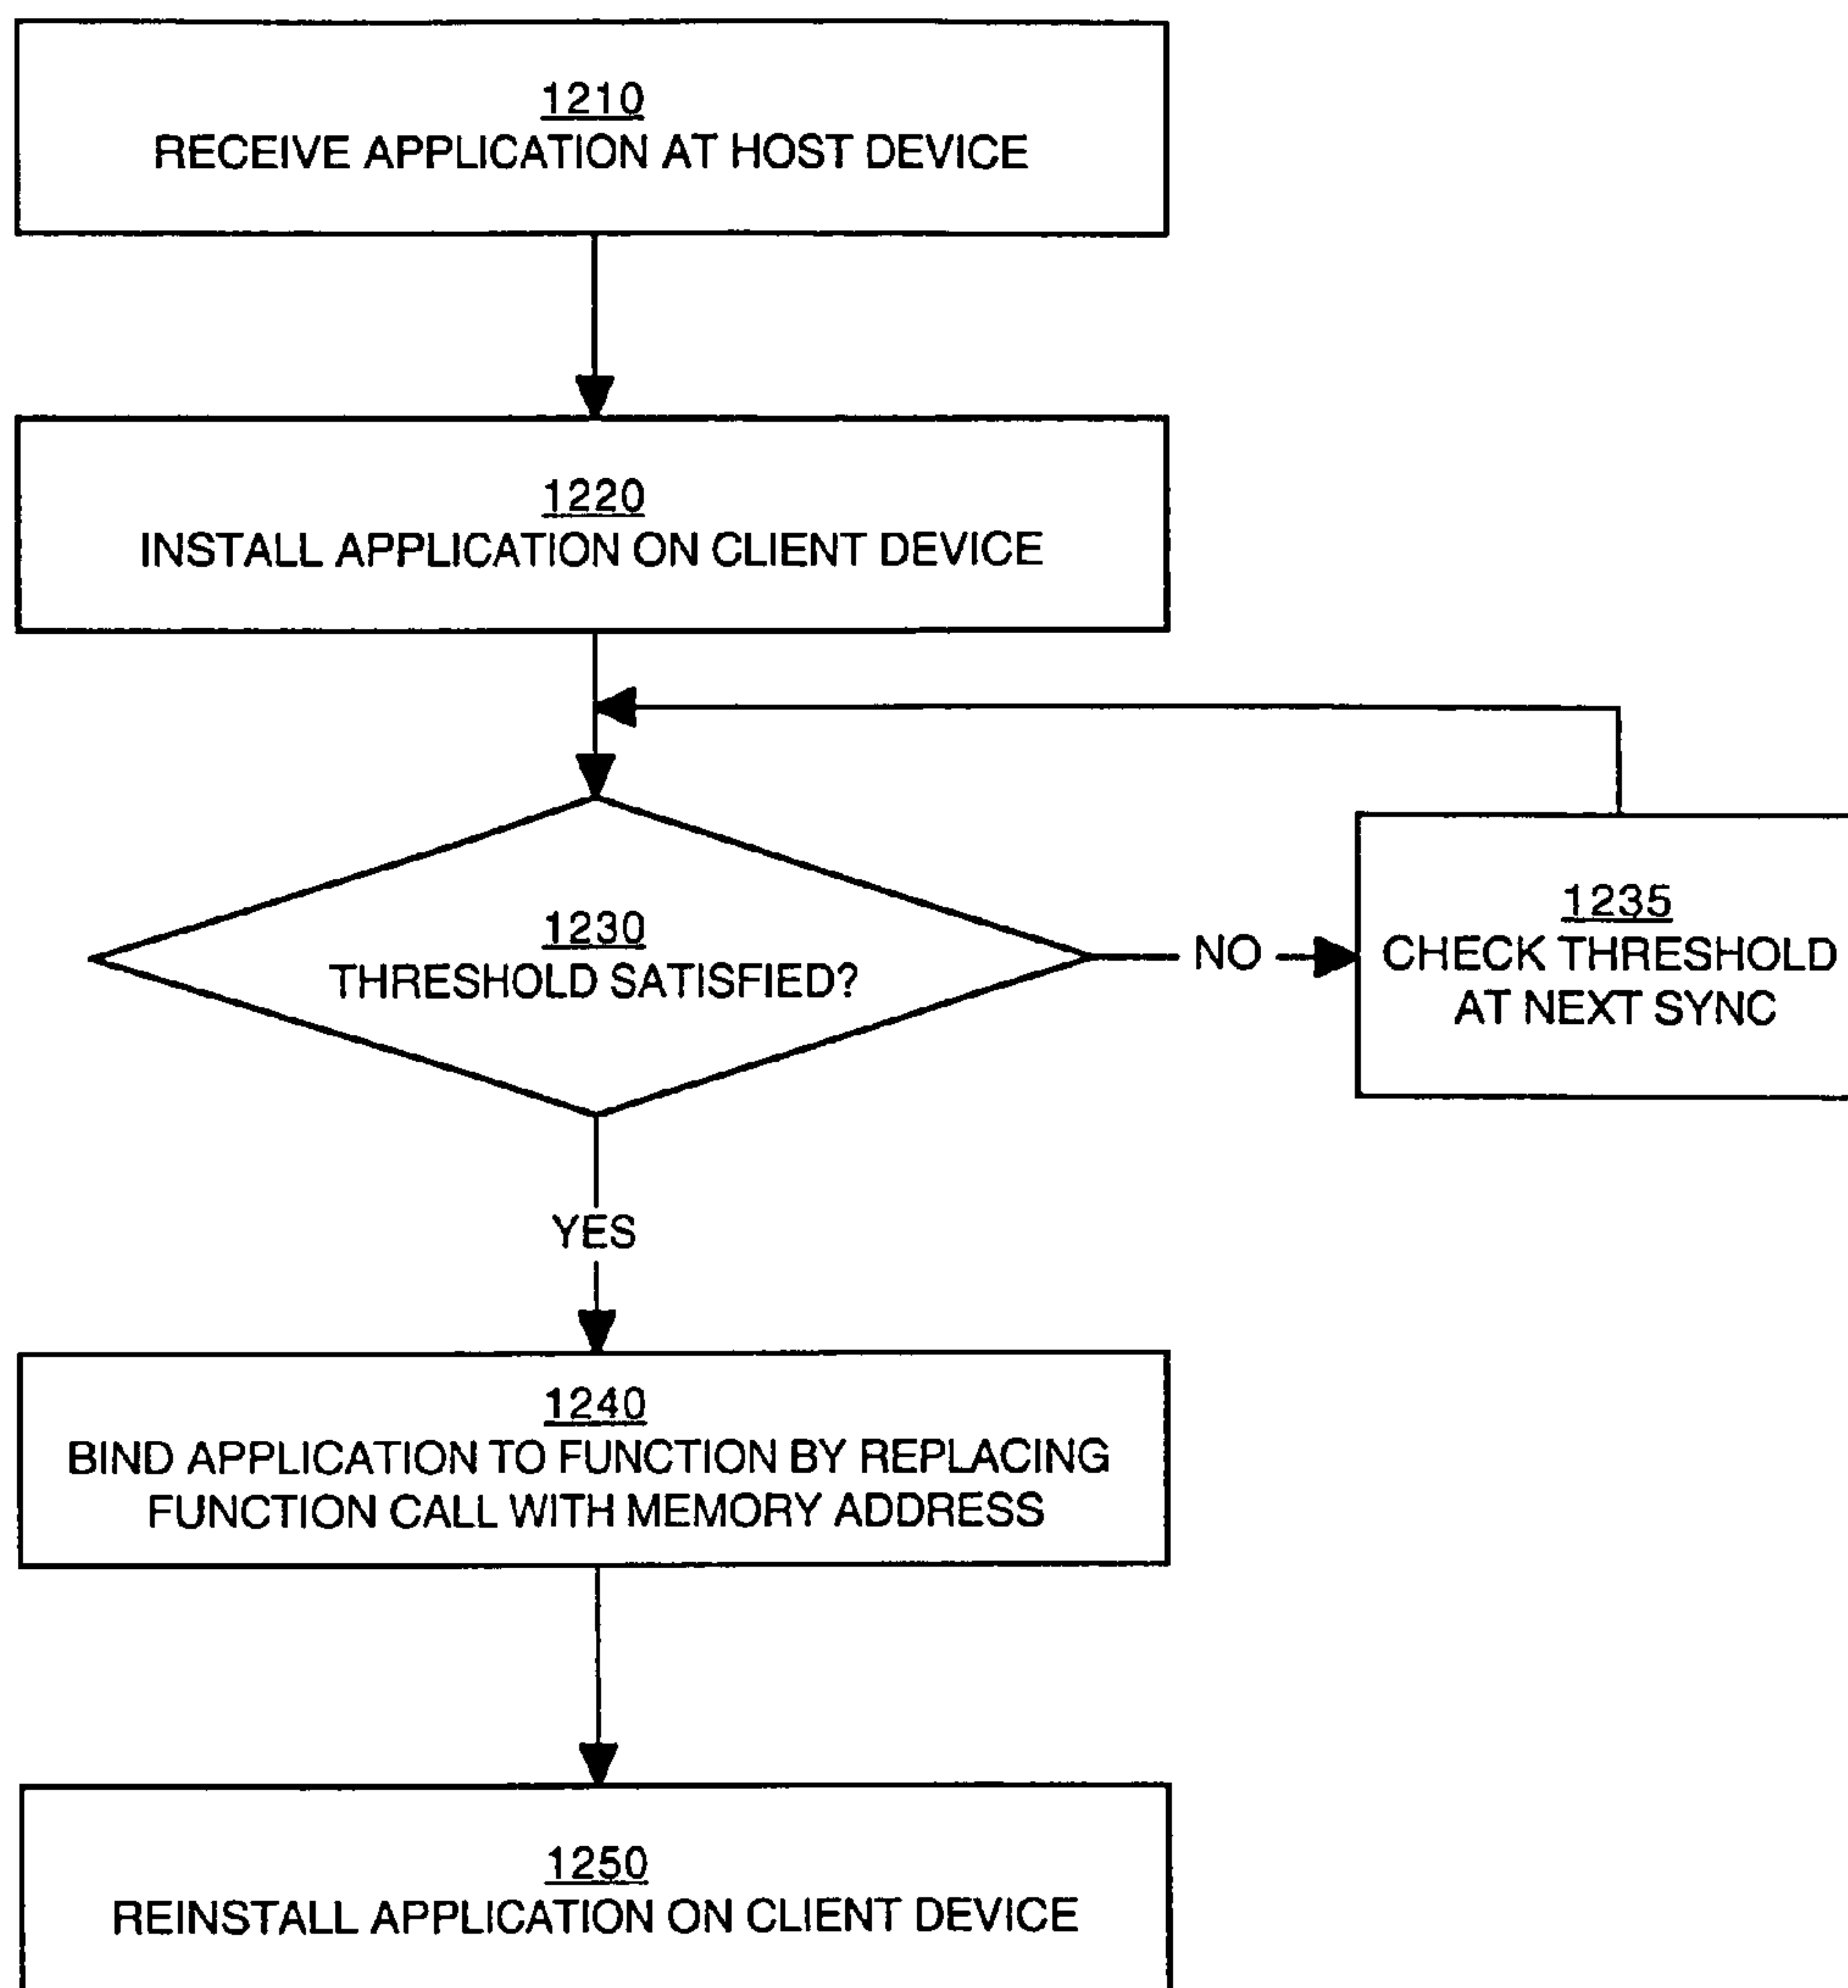 1210
RECEIVE APPLICATION AT HOST DEVICE
1220
INSTALL APPLICATION ON CLIENT DEVICE
1230
THRESHOLD SATISFIED?
NO
1235
CHECK THRESHOLD
AT NEXT SYNC
YES
1240
BIND APPLICATION TO FUNCTION BY REPLACING
FUNCTION CALL WITH MEMORY ADDRESS
1250
REINSTALL APPLICATION ON CLIENT DEVICE